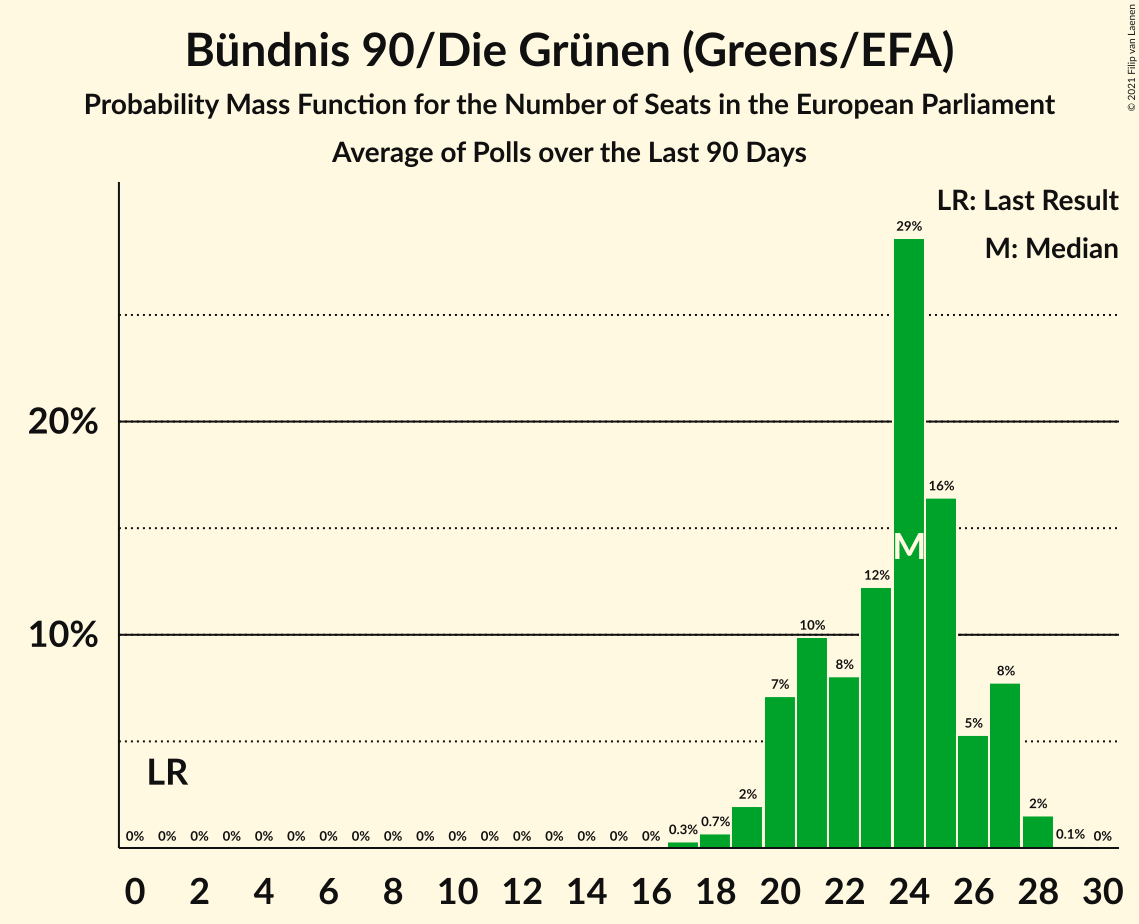 Bündnis 90/Die Grünen (Greens/EFA)
Probability Mass Function for the Number of Seats in the European Parliament
Average of Polls over the Last 90 Days
© 2021 Filip van Laenen
LR: Last Result
M: Median
29%
20%
16%
M
12%
10%
10%
8%
8%
7%
5%
LR
2%
2%
0% 0% 0% 0% 0% 0% 0% 0% 0% 0% 0% 0% 0% 0% 0% 0% 0% 0.3% 0.7% 0.1% 0%
0 2 4 6 8 10 12 14 16 18 20 22 24 26 28 30